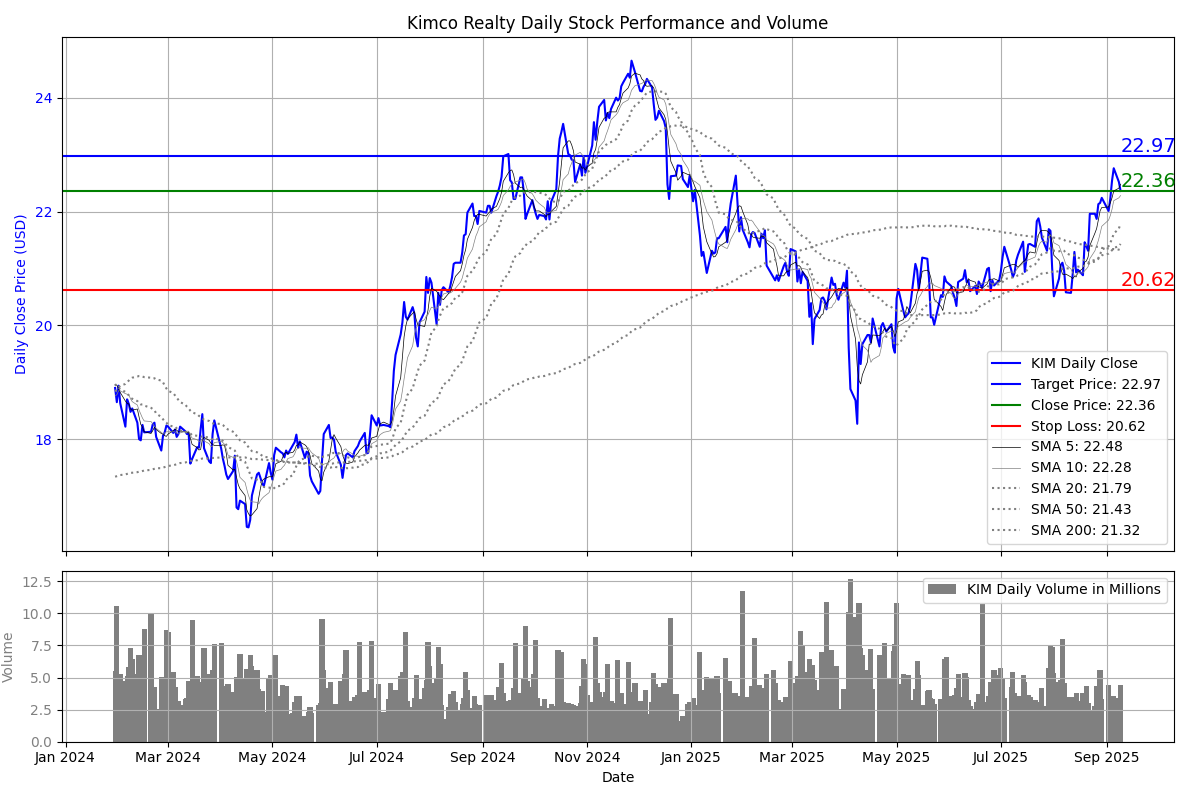 Kimco Realty Daily Stock Performance and Volume
Daily Close Price (USD)
24
22
20
18
22.97
22.36
20.62
KIM Daily Close
Target Price: 22.97
Close Price: 22.36
Stop Loss: 20.62
SMA 5: 22.48
SMA 10: 22.28
SMA 20: 21.79
SMA 50: 21.43
SMA 200: 21.32
Volume
12.5
10.0
7.5
5.0
2.5
0.0
KIM Daily Volume in Millions
Jan 2024 Mar 2024 May 2024 Jul 2024 Sep 2024 Nov 2024 Jan 2025 Mar 2025 May 2025 Jul 2025 Sep 2025
Date